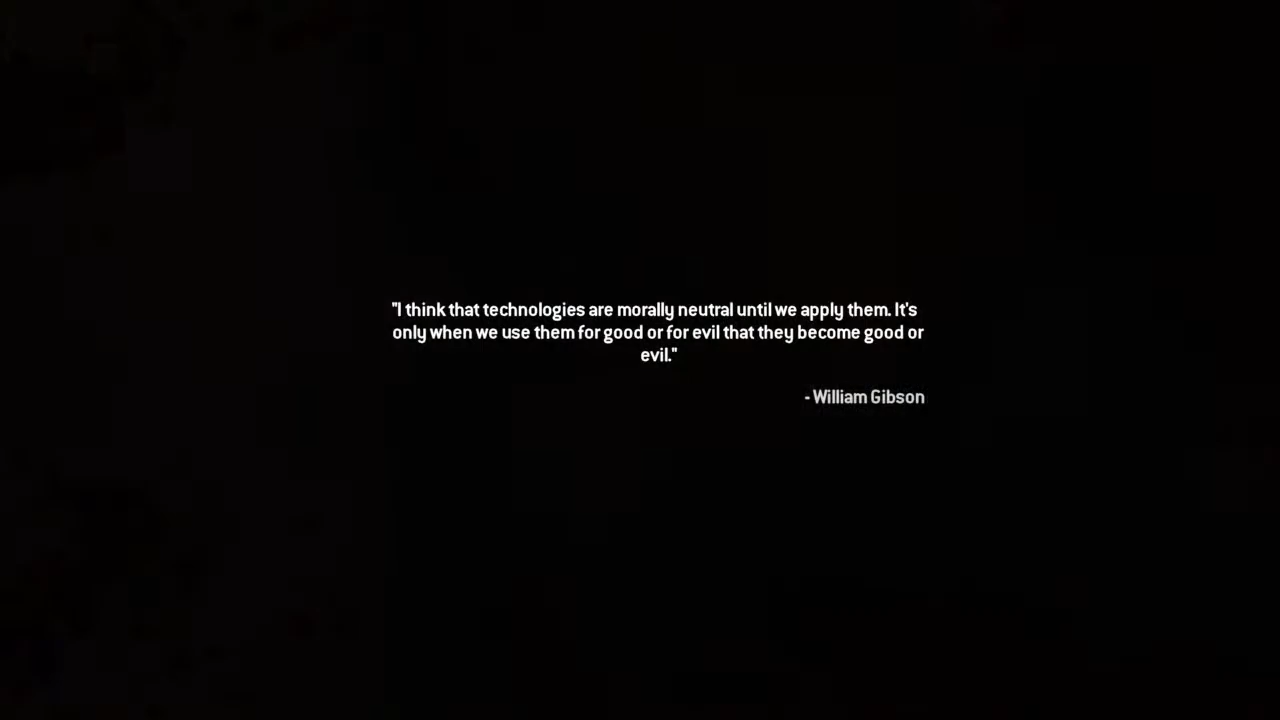 "I think that technologies are morally neutral until we apply them. It's
only when we use them for good or for evil that they become good or
evil."
- William Gibson